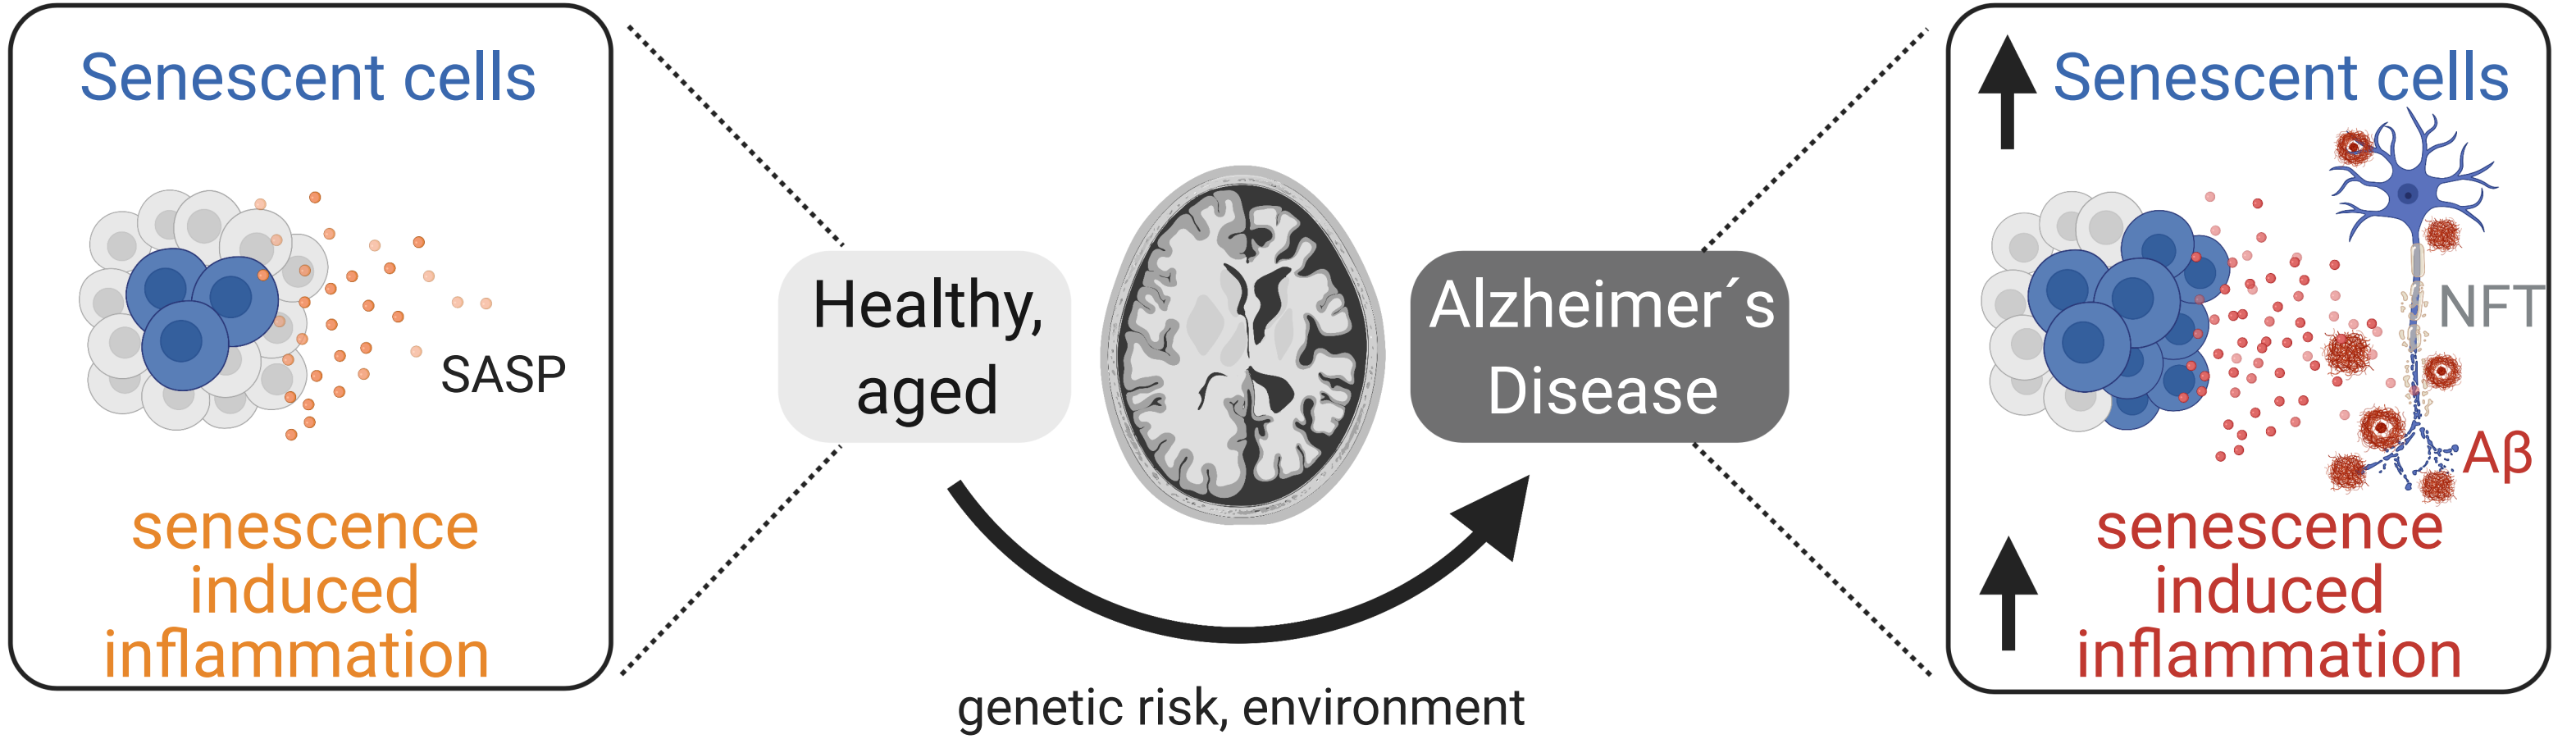 Senescent cells
SASP
senescence
induced
inflammation
Healthy,
aged
Alzheimer´s
Disease
genetic risk, environment
Senescent cells
NFT
Aβ
senescence
induced
inflammation